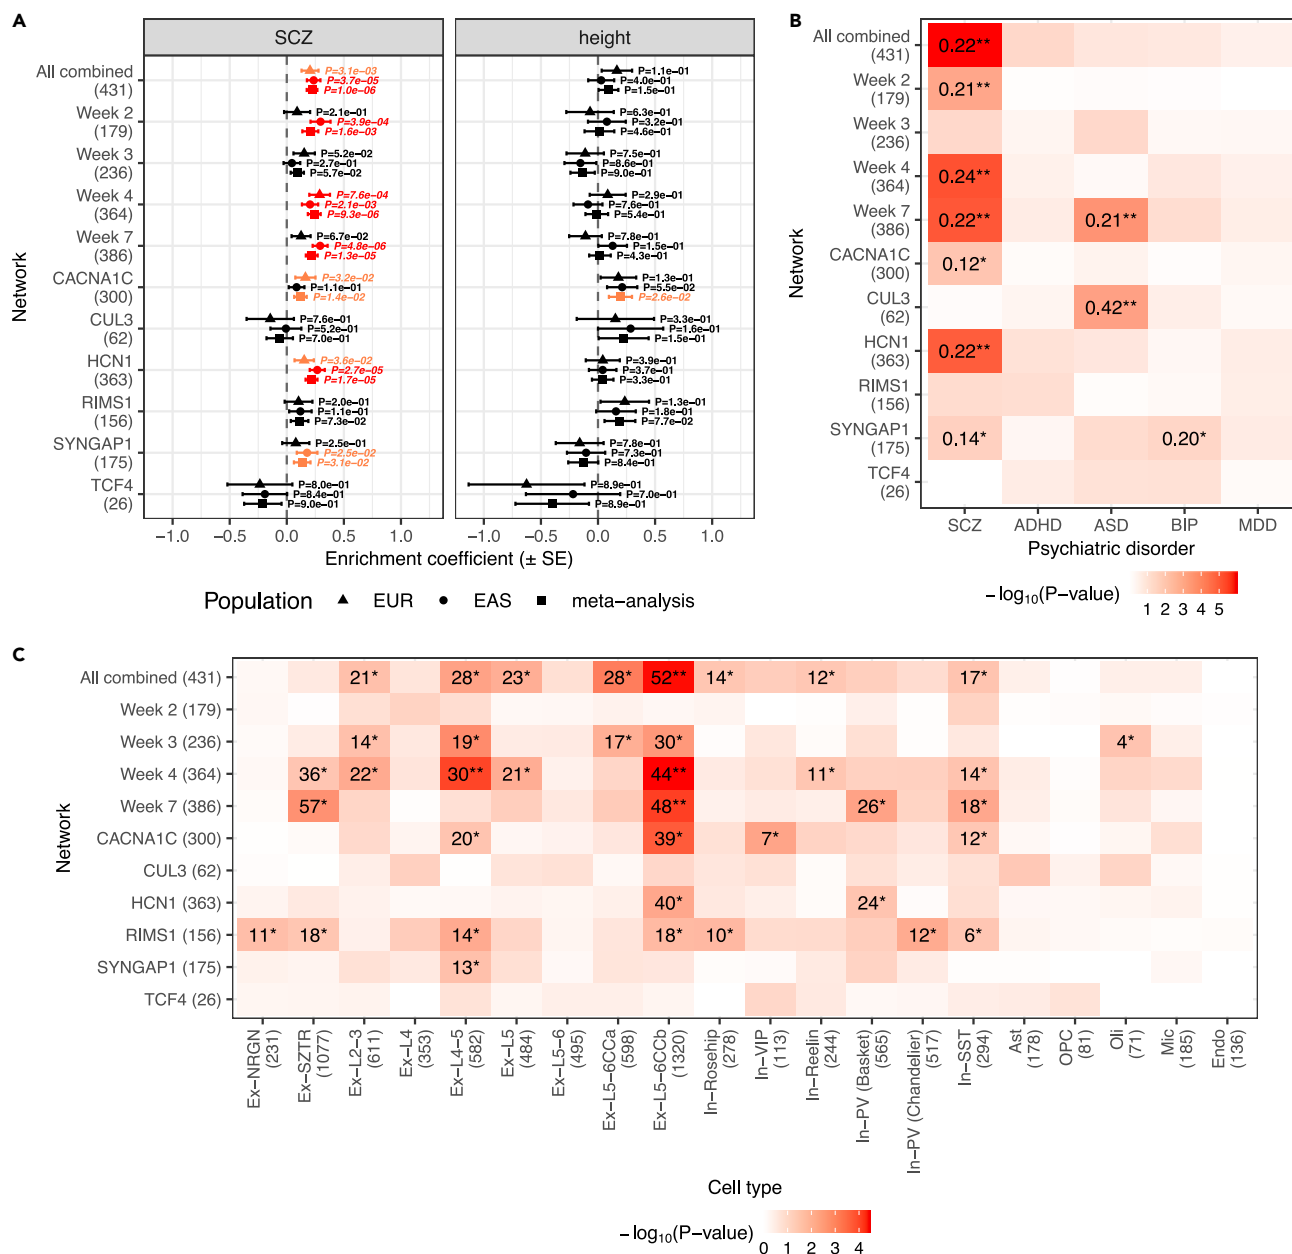 A
SCZ
height
Network
All combined
(431)
P=3.1e−03
P=3.7e−05
P=1.0e−06
P=1.1e−01
P=4.0e−01
P=1.5e−01
Week 2
(179)
P=2.1e−01
P=3.9e−04
P=1.6e−03
P=6.3e−01
P=3.2e−01
P=4.6e−01
Week 3
(236)
P=5.2e−02
P=2.7e−01
P=5.7e−02
P=7.5e−01
P=8.6e−01
P=9.0e−01
Week 4
(364)
P=7.6e−04
P=2.1e−03
P=9.3e−06
P=2.9e−01
P=7.6e−01
P=5.4e−01
Week 7
(386)
P=6.7e−02
P=4.8e−06
P=1.3e−05
P=7.8e−01
P=1.5e−01
P=4.3e−01
CACNA1C
(300)
P=3.2e−02
P=1.1e−01
P=1.4e−02
P=1.3e−01
P=5.5e−02
P=2.6e−02
CUL3
(62)
P=7.6e−01
P=5.2e−01
P=7.0e−01
P=3.3e−01
P=1.6e−01
P=1.5e−01
HCN1
(363)
P=3.6e−02
P=2.7e−05
P=1.7e−05
P=3.9e−01
P=3.7e−01
P=3.3e−01
RIMS1
(156)
P=2.0e−01
P=1.1e−01
P=7.3e−02
P=1.3e−01
P=1.8e−01
P=7.7e−02
SYNGAP1
(175)
P=2.5e−01
P=2.5e−02
P=3.1e−02
P=7.8e−01
P=7.3e−01
P=8.4e−01
TCF4
(26)
P=8.0e−01
P=8.4e−01
P=9.0e−01
P=8.9e−01
P=7.0e−01
P=8.9e−01
−1.0 −0.5 0.0 0.5 1.0 −1.0 −0.5 0.0 0.5 1.0
Enrichment coefficient (± SE)
Population EUR EAS meta−analysis
B
Network
All combined
(431)
0.22**
Week 2
(179)
0.21**
Week 3
(236)
Week 4
(364)
0.24**
Week 7
(386)
0.22** 0.21**
CACNA1C
(300)
0.12*
CUL3
(62)
0.42**
HCN1
(363)
0.22**
RIMS1
(156)
SYNGAP1
(175)
0.14* 0.20*
TCF4
(26)
SCZ ADHD ASD BIP MDD
Psychiatric disorder
−log10(P−value)
1 2 3 4 5
C
Network
All combined (431) 21* 28* 23* 28* 52** 14* 12* 17*
Week 2 (179)
Week 3 (236) 14* 19* 17* 30* 4*
Week 4 (364) 36* 22* 30** 21* 44** 11* 14*
Week 7 (386) 57* 48** 26* 18*
CACNA1C (300) 20* 39* 7* 12*
CUL3 (62)
HCN1 (363) 40* 24*
RIMS1 (156) 11* 18* 14* 18* 10* 12* 6*
SYNGAP1 (175) 13*
TCF4 (26)
Ex−NRGN
(231)
Ex−SZTR
(1077)
Ex−L2−3
(611)
Ex−L4
(353)
Ex−L4−5
(582)
Ex−L5
(484)
Ex−L5−6
(495)
Ex−L5−6CCa
(598)
Ex−L5−6CCb
(1320)
In−Rosehip
(278)
In−VIP
(113)
In−Reelin
(244)
In−PV (Basket)
(565)
In−PV (Chandelier)
(517)
In−SST
(294)
Ast
(178)
OPC
(81)
Oli
(71)
Mic
(185)
Endo
(136)
Cell type
−log10(P−value)
0 1 2 3 4